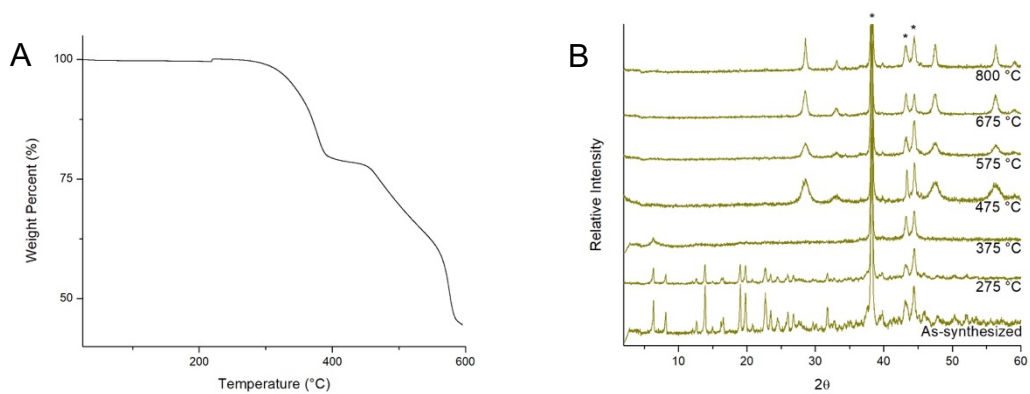 A
Weight Percent (%)
100
75
50
200
400
600
Temperature (°C)
B
Relative Intensity
*
*
*
800 °C
675 °C
575 °C
475 °C
375 °C
275 °C
As-synthesized
10
20
30
40
50
60
2θ